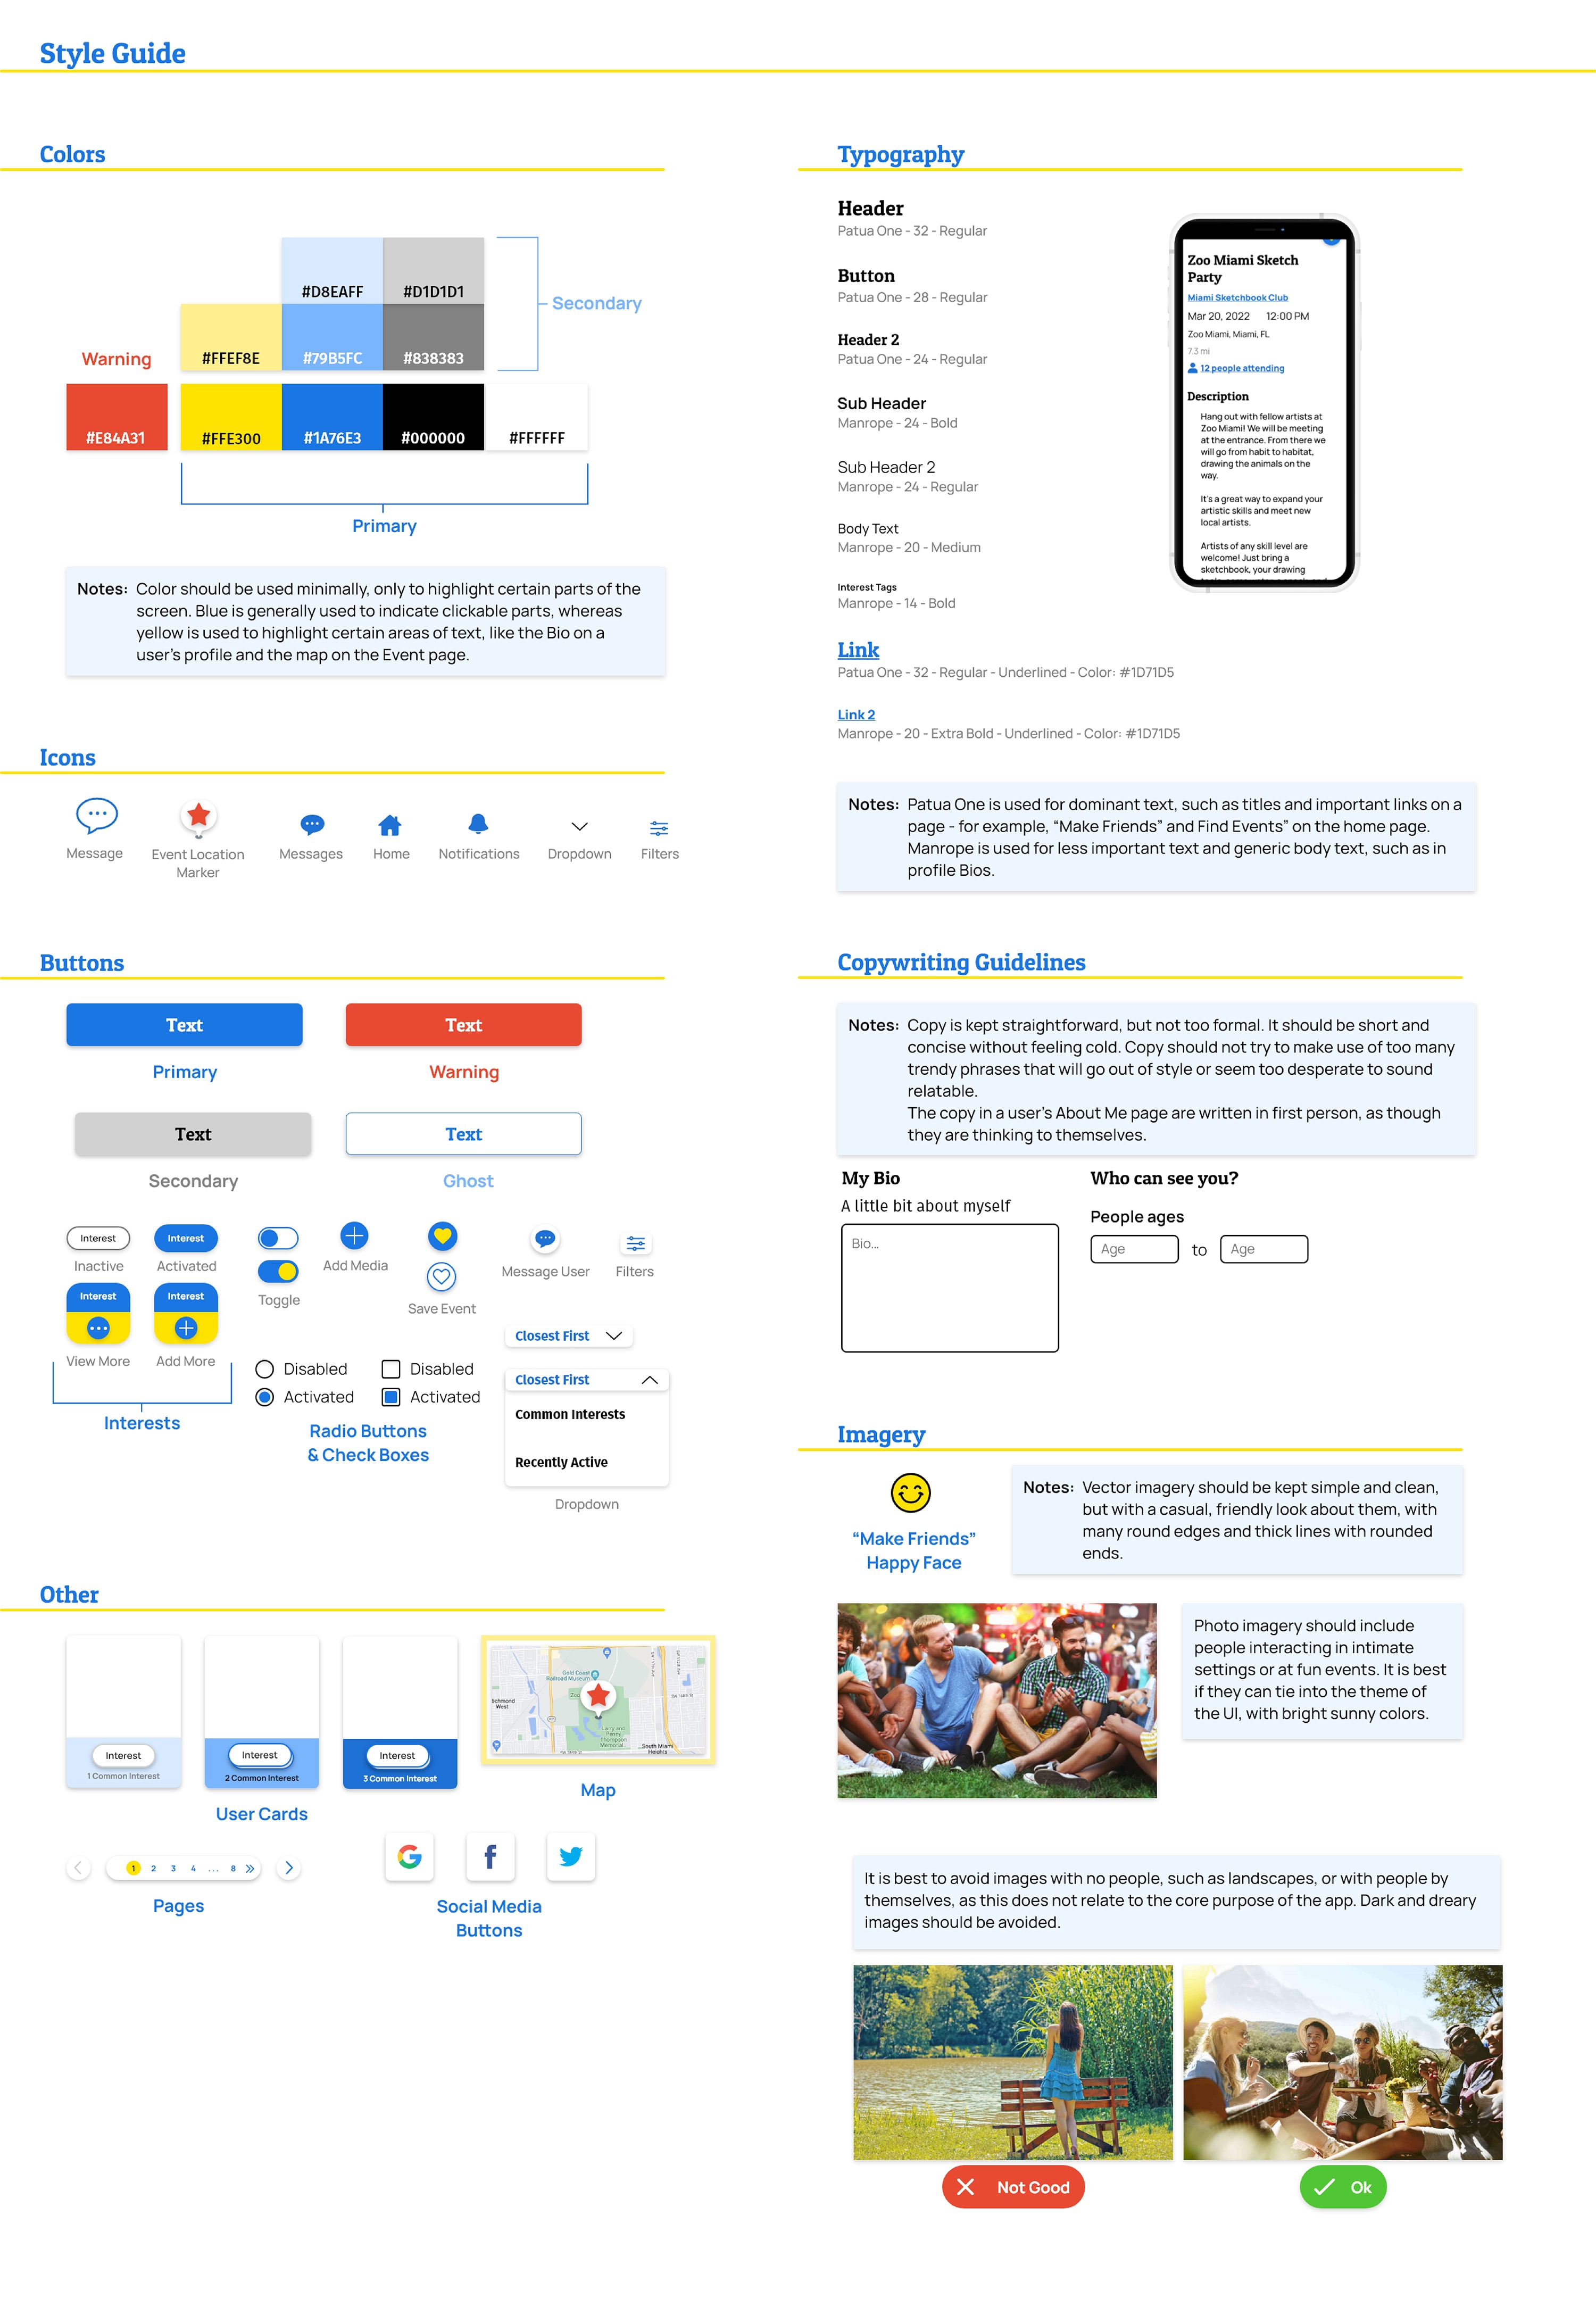 Style Guide
Colors
#D8EAFF
#D1D1D1
Secondary
Warning
#FFEF8E
#79B5FC
#838383
#E84A31
#FFE300
#1A76E3
#000000
#FFFFFF
Primary
Notes: Color should be used minimally, only to highlight certain parts of the
screen. Blue is generally used to indicate clickable parts, whereas
yellow is used to highlight certain areas of text, like the Bio on a
user's profile and the map on the Event page.
Icons
Message
Event Location
Marker
Messages
Home
Notifications
Dropdown
Filters
Buttons
Text
Primary
Text
Warning
Text
Secondary
Text
Ghost
Interest
Inactive
Interest
Activated
Interest
View More
Interest
Add More
Interests
Toggle
Add Media
Save Event
Message User
Filters
Disabled
Activated
Disabled
Activated
Radio Buttons
& Check Boxes
Closest First
Closest First
Common Interests
Recently Active
Dropdown
Other
Interest
1 Common Interest
Interest
2 Common Interest
Interest
3 Common Interest
User Cards
Gold Coast
Railroad Museum
Richmond
West
Larry and
Penny
Thompson
Memorial
South Miami
Heights
Map
1 2 3 4 ... 8 »
Pages
Social Media
Buttons
Typography
Header
Patua One - 32 - Regular
Button
Patua One - 28 - Regular
Header 2
Patua One - 24 - Regular
Sub Header
Manrope - 24 - Bold
Sub Header 2
Manrope - 24 - Regular
Body Text
Manrope - 20 - Medium
Interest Tags
Manrope - 14 - Bold
Link
Patua One - 32 - Regular - Underlined - Color: #1D71D5
Link 2
Manrope - 20 - Extra Bold - Underlined - Color: #1D71D5
Zoo Miami Sketch
Party
Miami Sketchbook Club
Mar 20, 2022 12:00 PM
Zoo Miami, Miami, FL
7.3 mi
12 people attending
Description
Hang out with fellow artists at
Zoo Miami! We will be meeting
at the entrance. From there we
will go from habit to habitat,
drawing the animals on the
way.
It's a great way to expand your
artistic skills and meet new
local artists.
Artists of any skill level are
welcome! Just bring a
sketchbook, your drawing
Notes: Patua One is used for dominant text, such as titles and important links on a
page - for example, “Make Friends” and Find Events” on the home page.
Manrope is used for less important text and generic body text, such as in
profile Bios.
Copywriting Guidelines
Notes: Copy is kept straightforward, but not too formal. It should be short and
concise without feeling cold. Copy should not try to make use of too many
trendy phrases that will go out of style or seem too desperate to sound
relatable.
The copy in a user's About Me page are written in first person, as though
they are thinking to themselves.
My Bio
A little bit about myself
Bio...
Who can see you?
People ages
Age to Age
Imagery
“Make Friends”
Happy Face
Notes: Vector imagery should be kept simple and clean,
but with a casual, friendly look about them, with
many round edges and thick lines with rounded
ends.
Photo imagery should include
people interacting in intimate
settings or at fun events. It is best
if they can tie into the theme of
the UI, with bright sunny colors.
It is best to avoid images with no people, such as landscapes, or with people by
themselves, as this does not relate to the core purpose of the app. Dark and dreary
images should be avoided.
Not Good
Ok